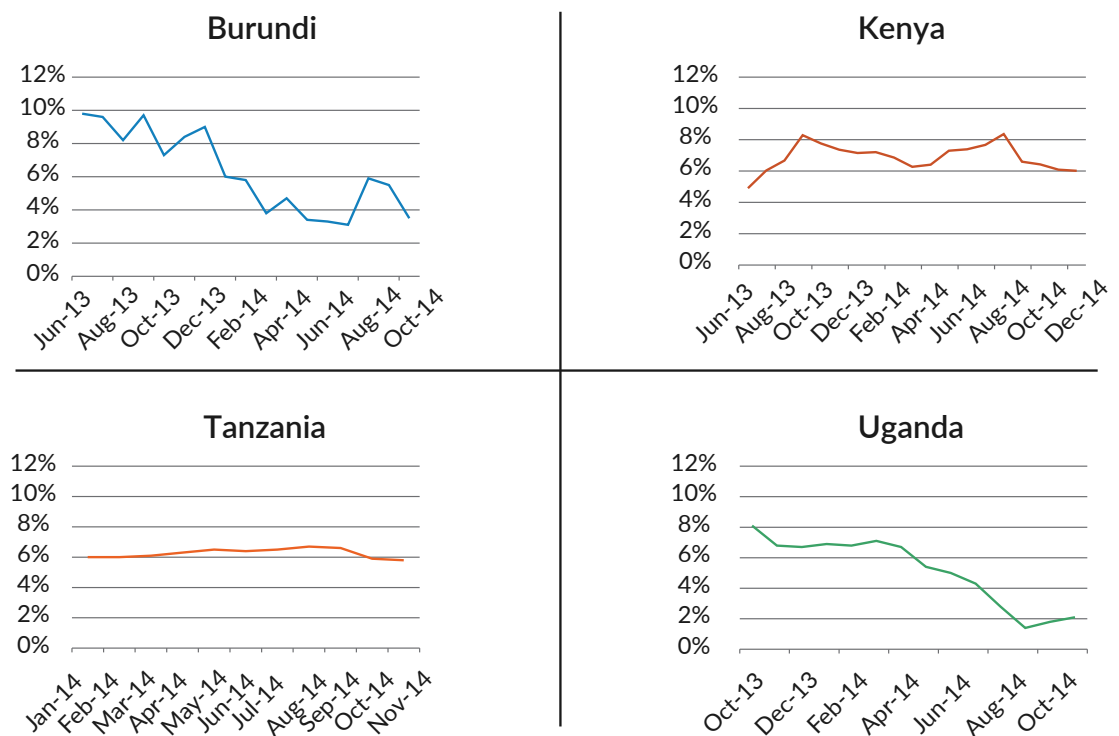 Burundi
12%
10%
8%
6%
4%
2%
0%
Jun-13
Aug-13
Oct-13
Dec-13
Feb-14
Apr-14
Jun-14
Aug-14
Oct-14
Kenya
12%
10%
8%
6%
4%
2%
0%
Jun-13
Aug-13
Oct-13
Dec-13
Feb-14
Apr-14
Jun-14
Aug-14
Oct-14
Dec-14
Tanzania
12%
10%
8%
6%
4%
2%
0%
Jan-14
Feb-14
Mar-14
Apr-14
May-14
Jun-14
Jul-14
Aug-14
Sep-14
Oct-14
Nov-14
Uganda
12%
10%
8%
6%
4%
2%
0%
Oct-13
Dec-13
Feb-14
Apr-14
Jun-14
Aug-14
Oct-14